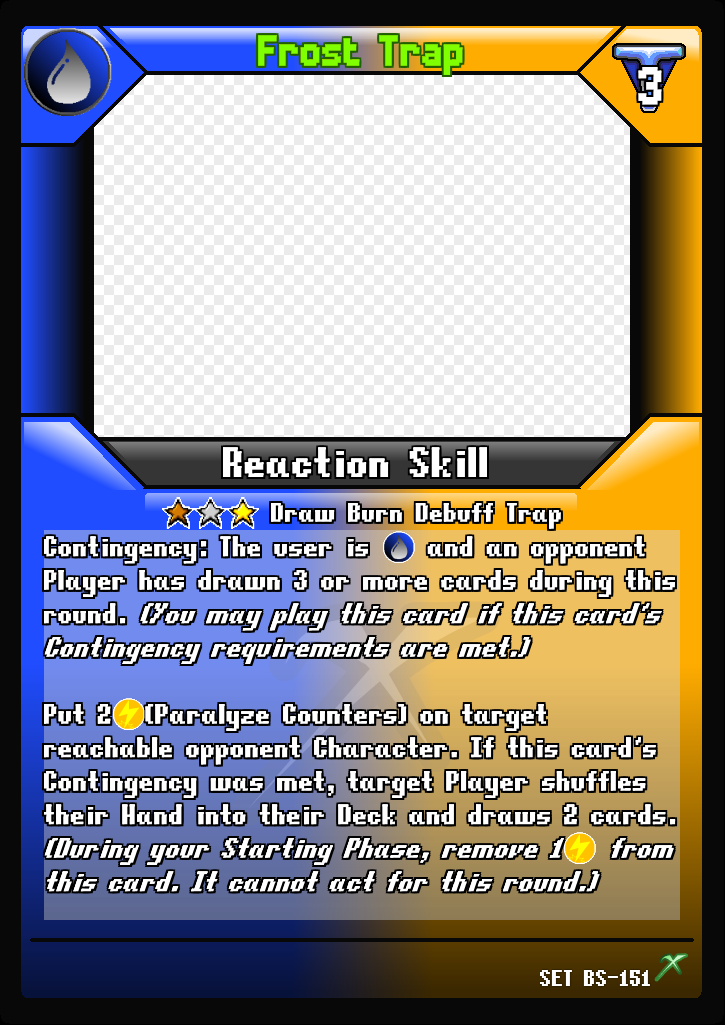 Frost Trap
3
Reaction Skill
Draw Burn Debuff Trap
Contingency: The user is and an opponent
Player has drawn 3 or more cards during this
round. (You may play this card if this card's
Contingency requirements are met.)
Put 2 (Paralyze Counters) on target
reachable opponent Character. If this card's
Contingency was met, target Player shuffles
their Hand into their Deck and draws 2 cards.
(During your Starting Phase, remove 1 from
this card. It cannot act for this round.)
SET BS-151